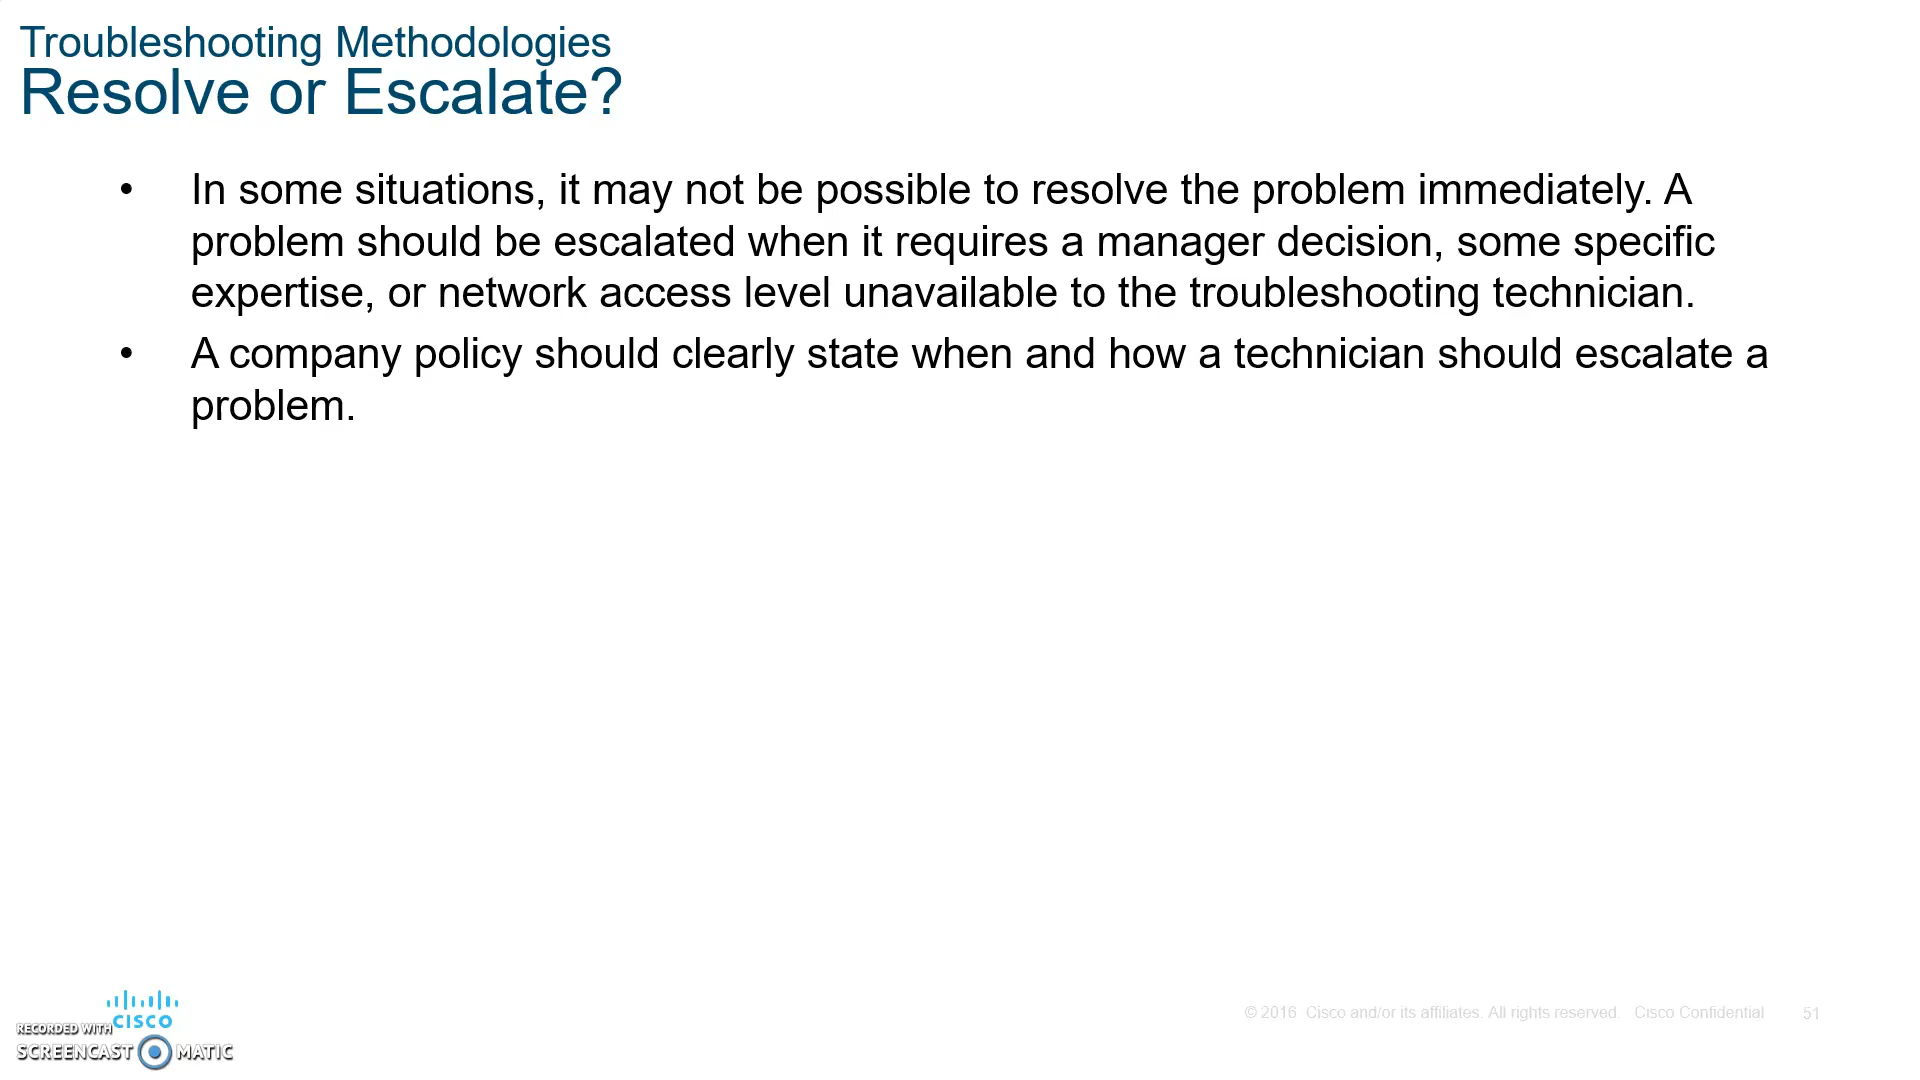 Troubleshooting Methodologies
Resolve or Escalate?
• In some situations, it may not be possible to resolve the problem immediately. A
problem should be escalated when it requires a manager decision, some specific
expertise, or network access level unavailable to the troubleshooting technician.
• A company policy should clearly state when and how a technician should escalate a
problem.
CISCO
RECORDED WITH
SCREENCAST MATIC
© 2016 Cisco and/or its affiliates. All rights reserved. Cisco Confidential 51